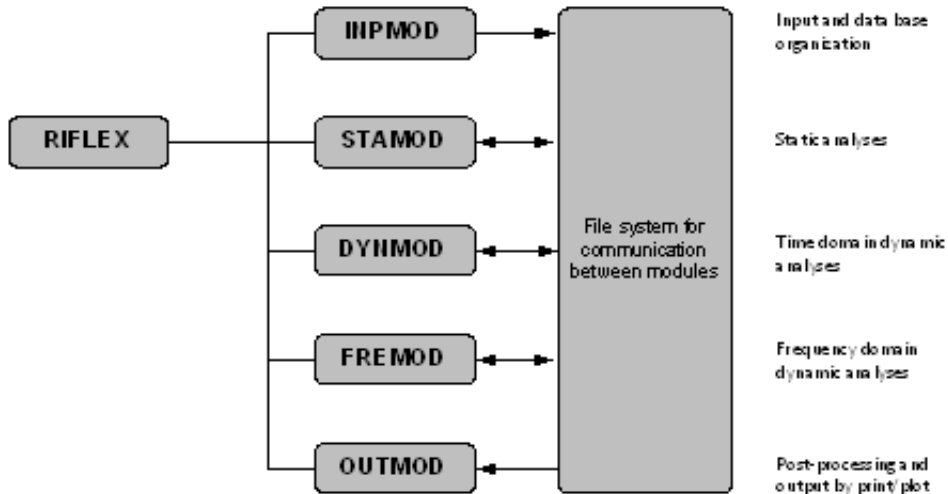 INPMOD
Input and data base
organization
RIFLEX
STAMOD
Static analyses
DYNMOD
File system for
communication
between modules
Time domain dynamic
analyses
FREMOD
Frequency domain
dynamic analyses
OUTMOD
Post-processing and
output by print/plot